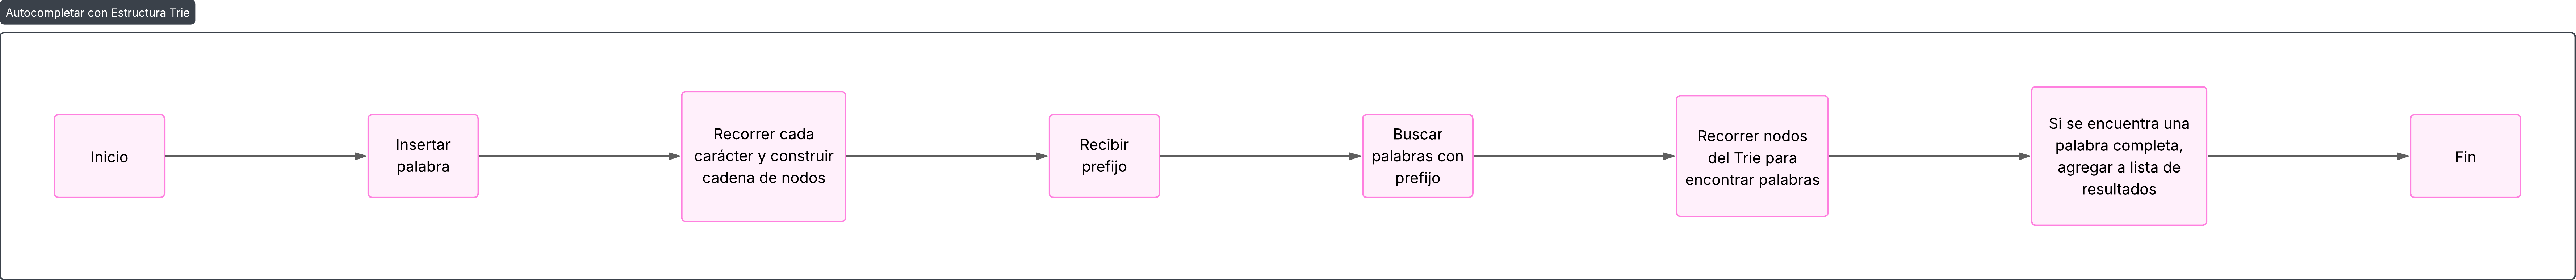 Autocompletar con Estructura Trie
Inicio
Insertar
palabra
Recorrer cada
carácter y construir
cadena de nodos
Recibir
prefijo
Buscar
palabras con
prefijo
Recorrer nodos
del Trie para
encontrar palabras
Si se encuentra una
palabra completa,
agregar a lista de
resultados
Fin